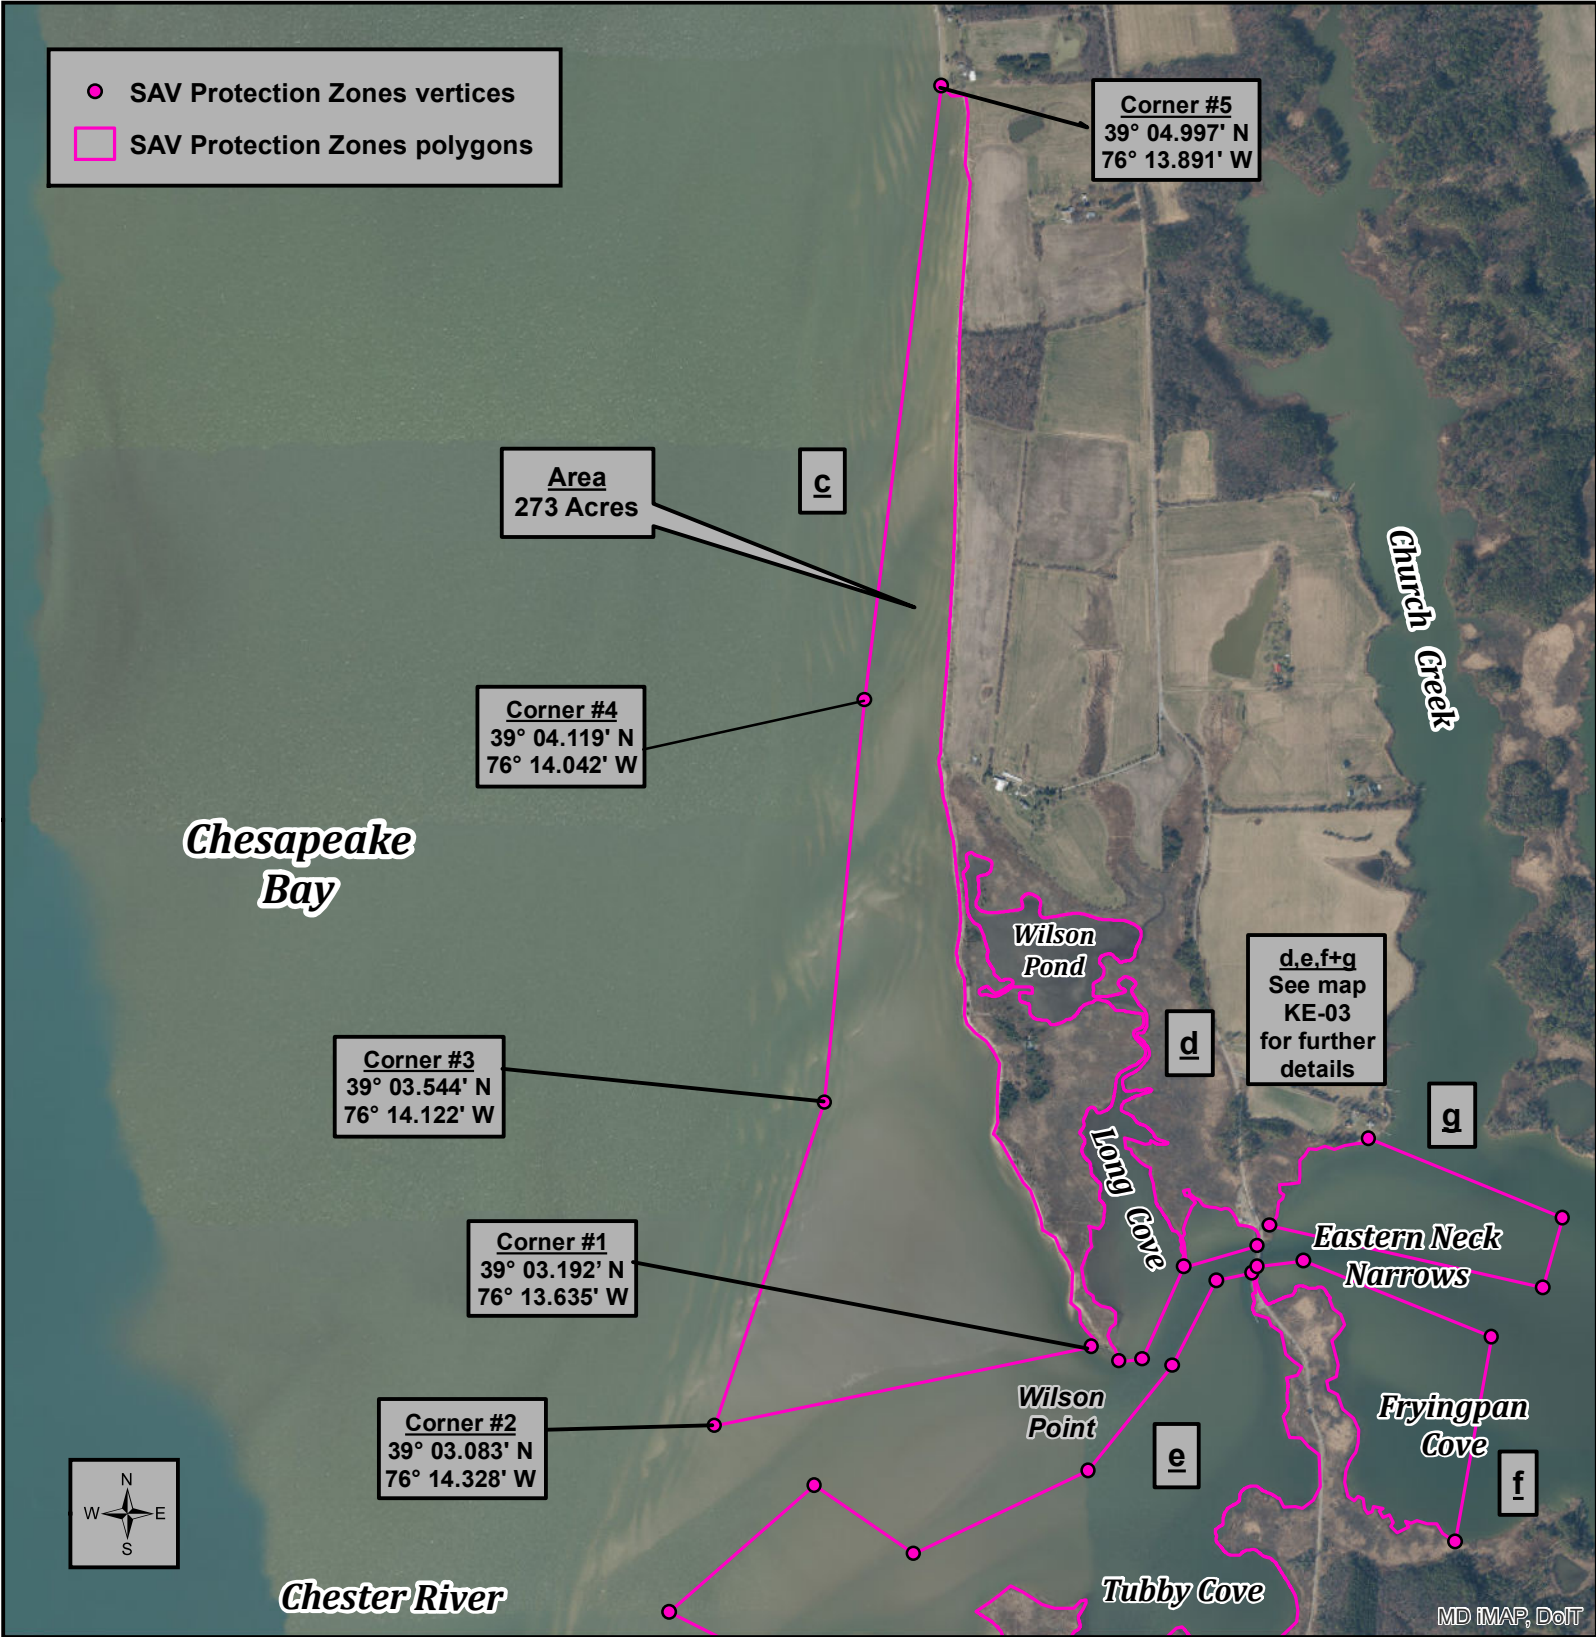 SAV Protection Zones vertices
SAV Protection Zones polygons
Corner #5
39° 04.997' N
76° 13.891' W
Area
273 Acres
c
Church Creek
Corner #4
39° 04.119' N
76° 14.042' W
Chesapeake
Bay
Wilson
Pond
d,e,f+g
See map
KE-03
for further
details
d
Corner #3
39° 03.544' N
76° 14.122' W
g
Long Cove
Corner #1
39° 03.192’ N
76° 13.635' W
Eastern Neck
Narrows
Wilson
Point
Fryingpan
Cove
Corner #2
39° 03.083' N
76° 14.328' W
e
f
N
W E
S
Chester River
Tubby Cove
MD iMAP, DoIT